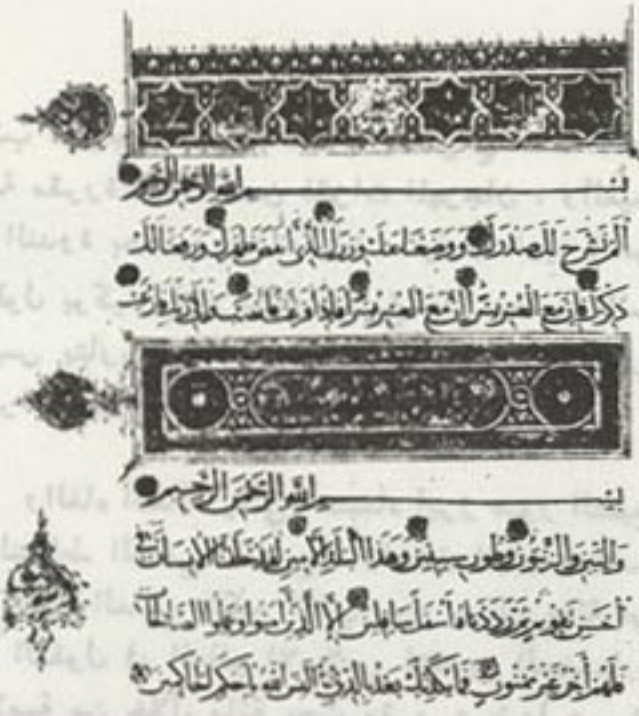 بسم الله الرحمن الرحيم
ألم نشرح لك صدرك ووضعنا عنك وزرك الذي أنقض ظهرك ورفعنا لك
ذكرك فإن مع العسر يسرا إن مع العسر يسرا فإذا فرغت فانصب وإلى ربك فارغب
بسم الله الرحمن الرحيم
والتين والزيتون وطور سينين وهذا البلد الأمين لقد خلقنا الإنسان في
أحسن تقويم ثم رددناه أسفل سافلين إلا الذين آمنوا وعملوا الصالحات
فلهم أجر غير ممنون فما يكذبك بعد بالدين أليس الله بأحكم الحاكمين